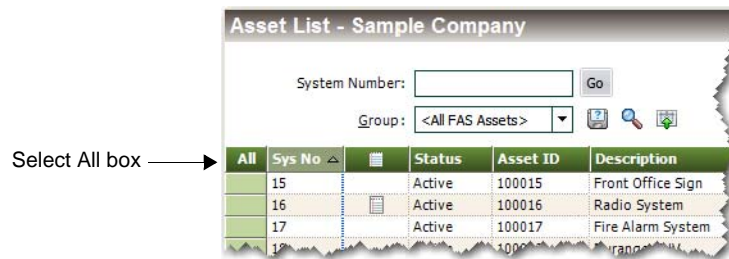 Asset List - Sample Company
System Number: Go
Group: <All FAS Assets>
Select All box
All Sys No Status Asset ID Description
15 Active 100015 Front Office Sign
16 Active 100016 Radio System
17 Active 100017 Fire Alarm System